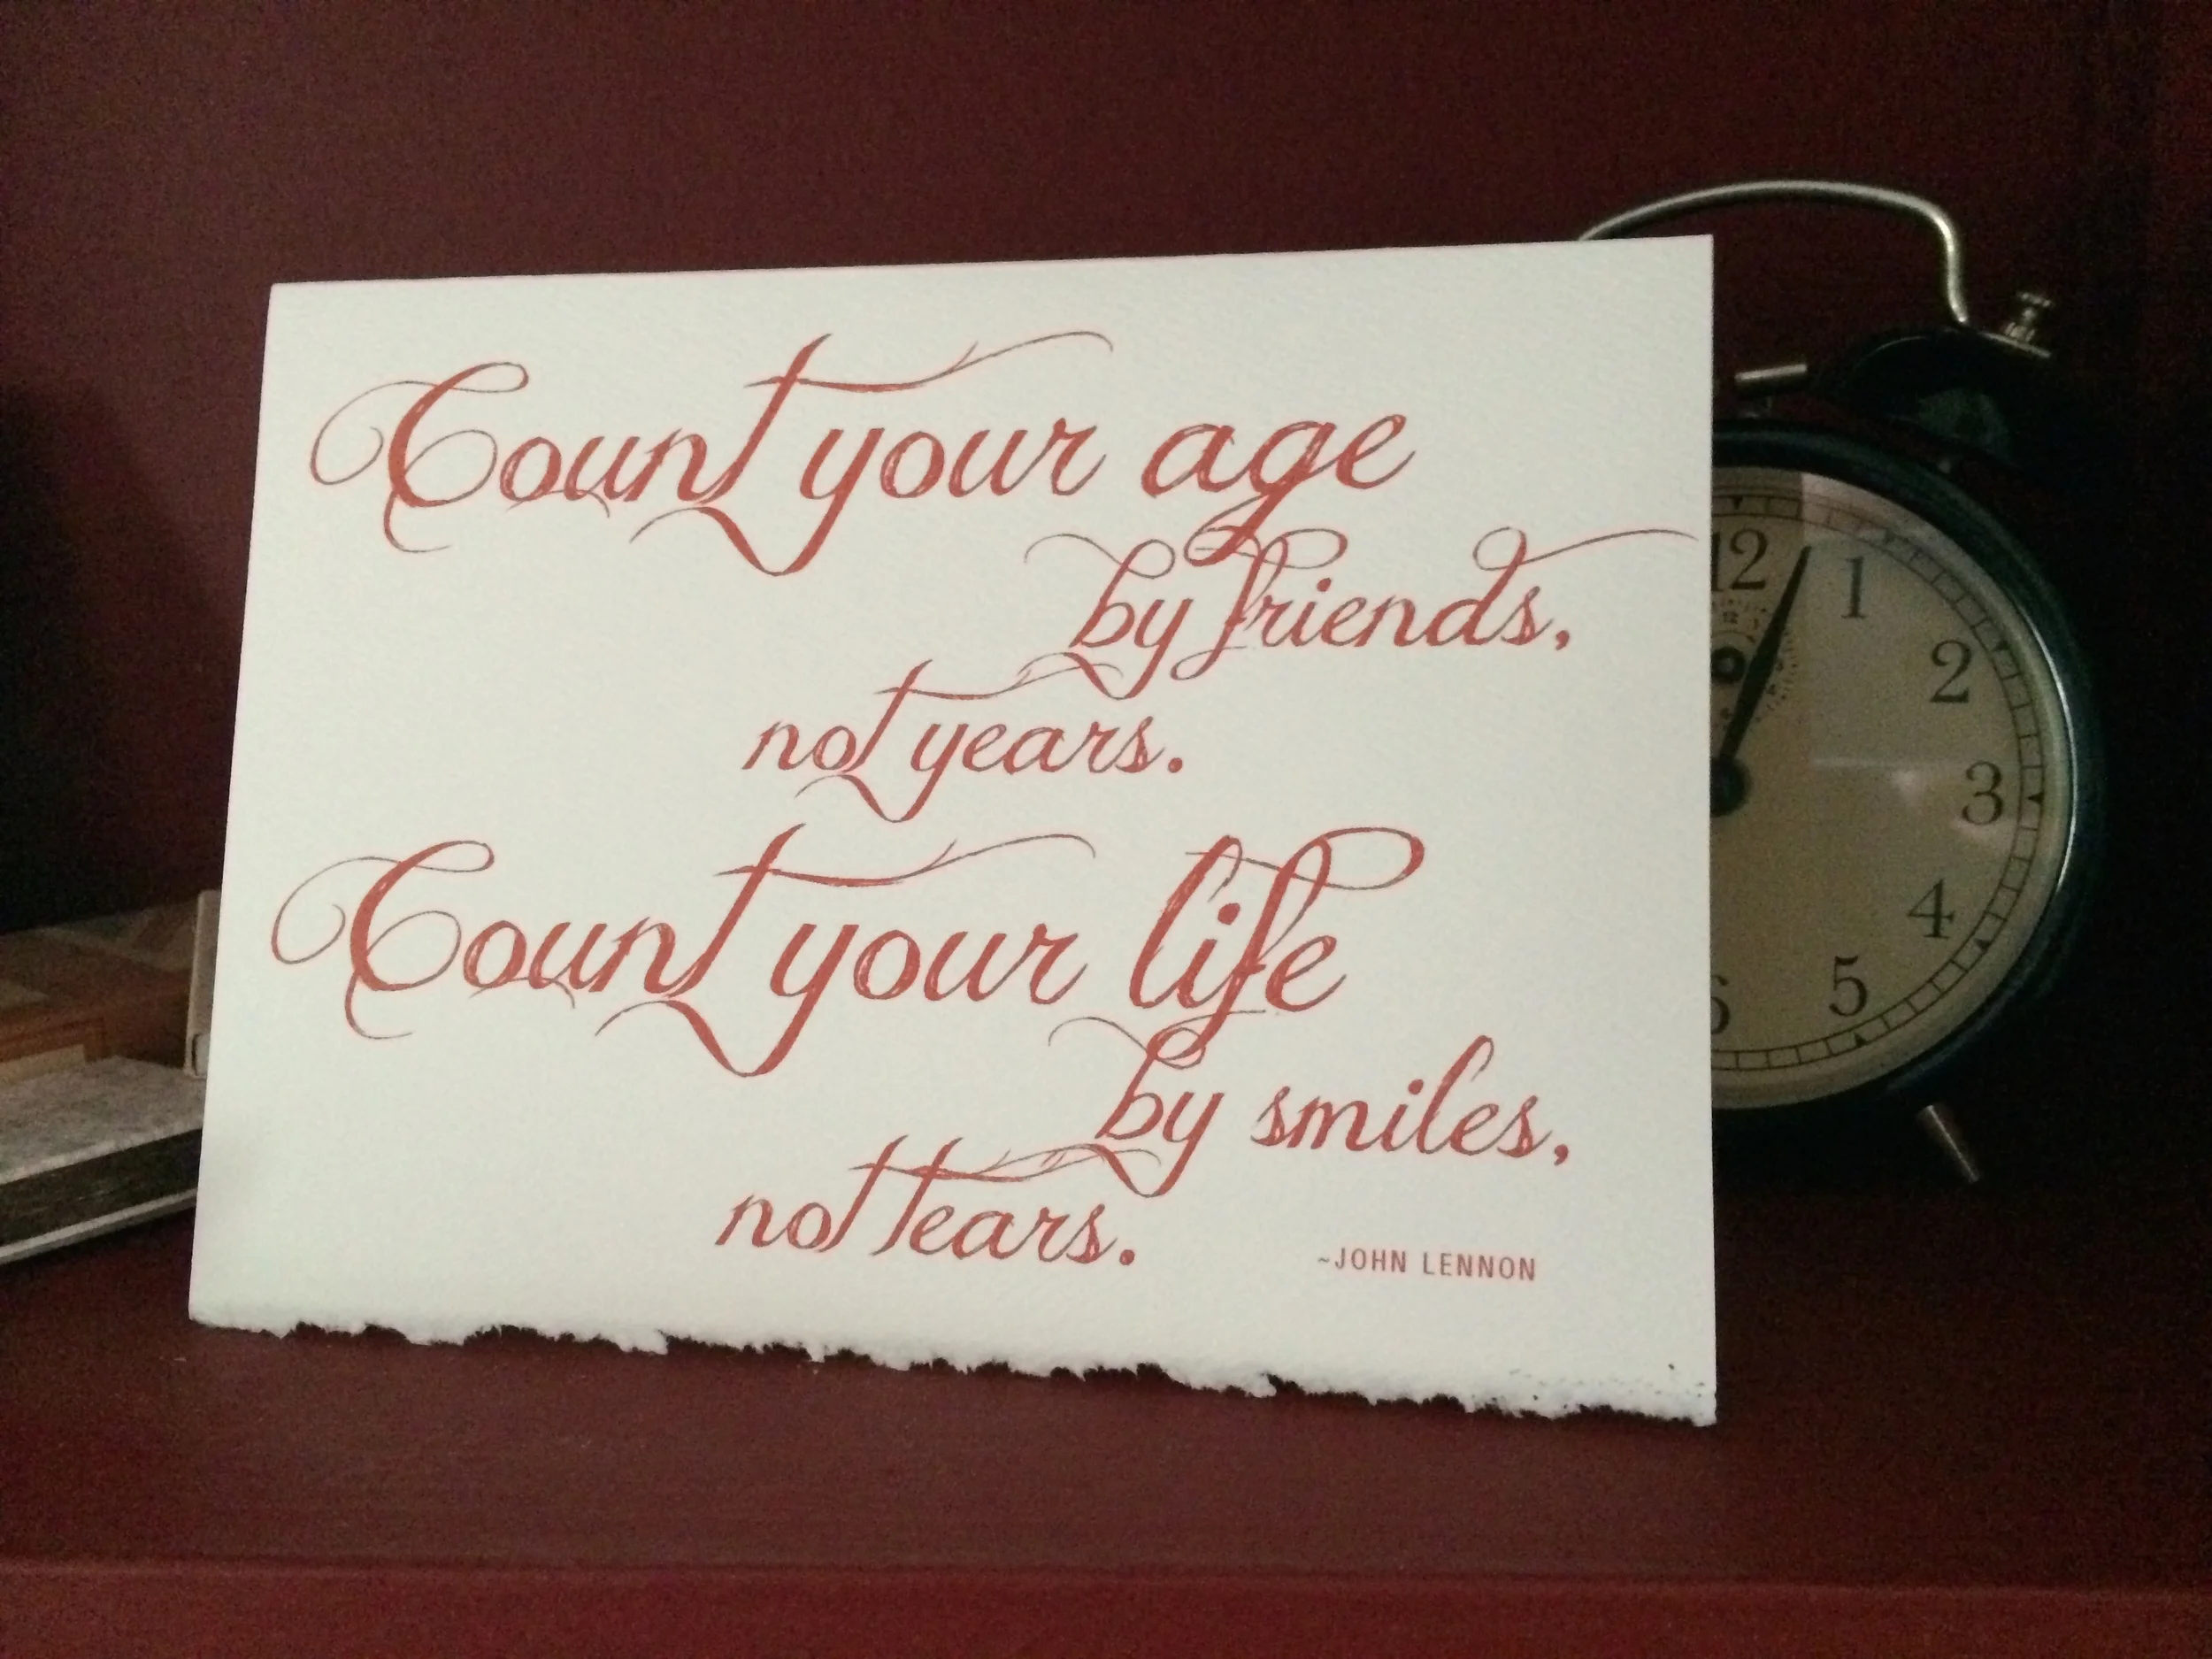 Count your age
by friends,
not years.
Count your life
by smiles,
not tears.
~JOHN LENNON
12
1
2
3
4
5
6